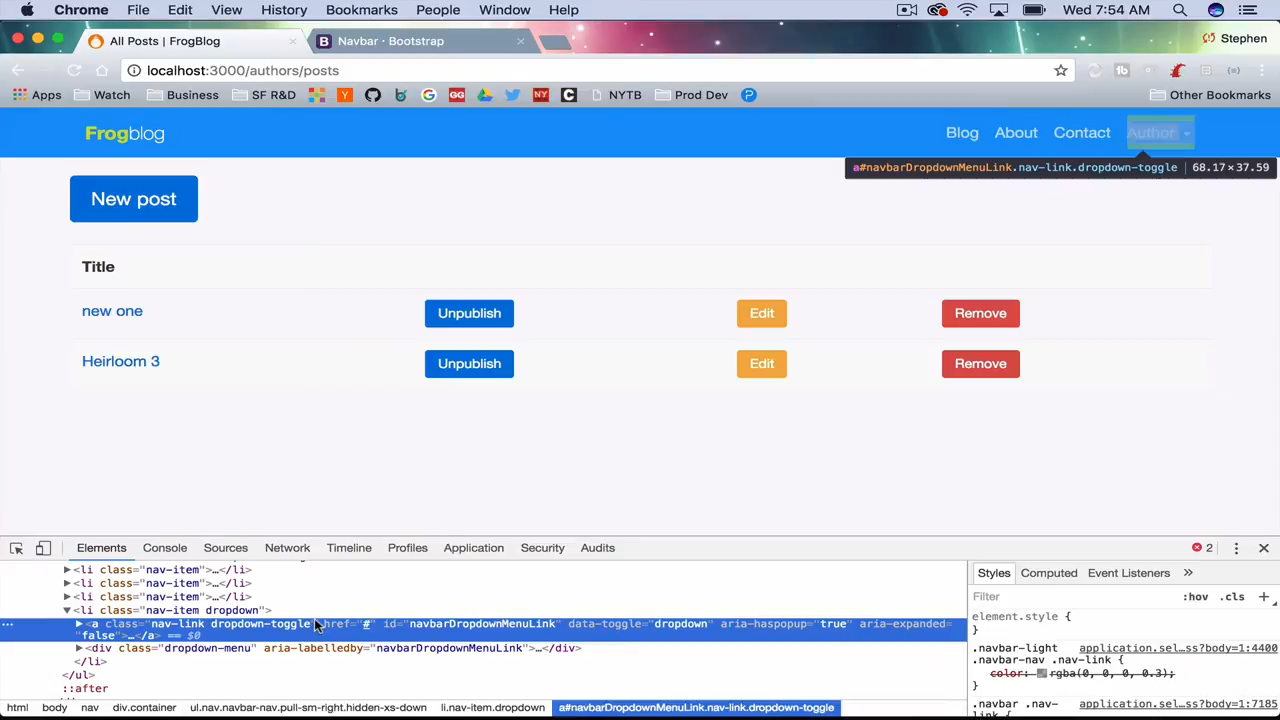 Chrome File Edit View History Bookmarks People Window Help Wed 7:54 AM
All Posts | FrogBlog × B Navbar · Bootstrap × Stephen
localhost:3000/authors/posts
Apps Watch Business SF R&D NYTB Prod Dev Other Bookmarks
Frogblog Blog About Contact Author
a#navbarDropdownMenuLink.nav-link.dropdown-toggle | 68.17×37.59
New post
Title
new one Unpublish Edit Remove
Heirloom 3 Unpublish Edit Remove
Elements Console Sources Network Timeline Profiles Application Security Audits 2
▶<li class="nav-item">…</li>
▶<li class="nav-item">…</li>
▶<li class="nav-item">…</li>
▼<li class="nav-item dropdown">
▶<a class="nav-link dropdown-toggle" href="#" id="navbarDropdownMenuLink" data-toggle="dropdown" aria-haspopup="true" aria-expanded=
"false">…</a> == $0
▶<div class="dropdown-menu" aria-labelledby="navbarDropdownMenuLink">…</div>
</li>
</ul>
::after
html body nav div.container ul.nav.navbar-nav.pull-sm-right.hidden-xs-down li.nav-item.dropdown a#navbarDropdownMenuLink.nav-link.dropdown-toggle
Styles Computed Event Listeners »
Filter :hov .cls +
element.style {
}
.navbar-light application.sel…ss?body=1:4400
.navbar-nav .nav-link {
color: rgba(0, 0, 0, 0.3);
}
.navbar .nav- application.sel…ss?body=1:7185
link {